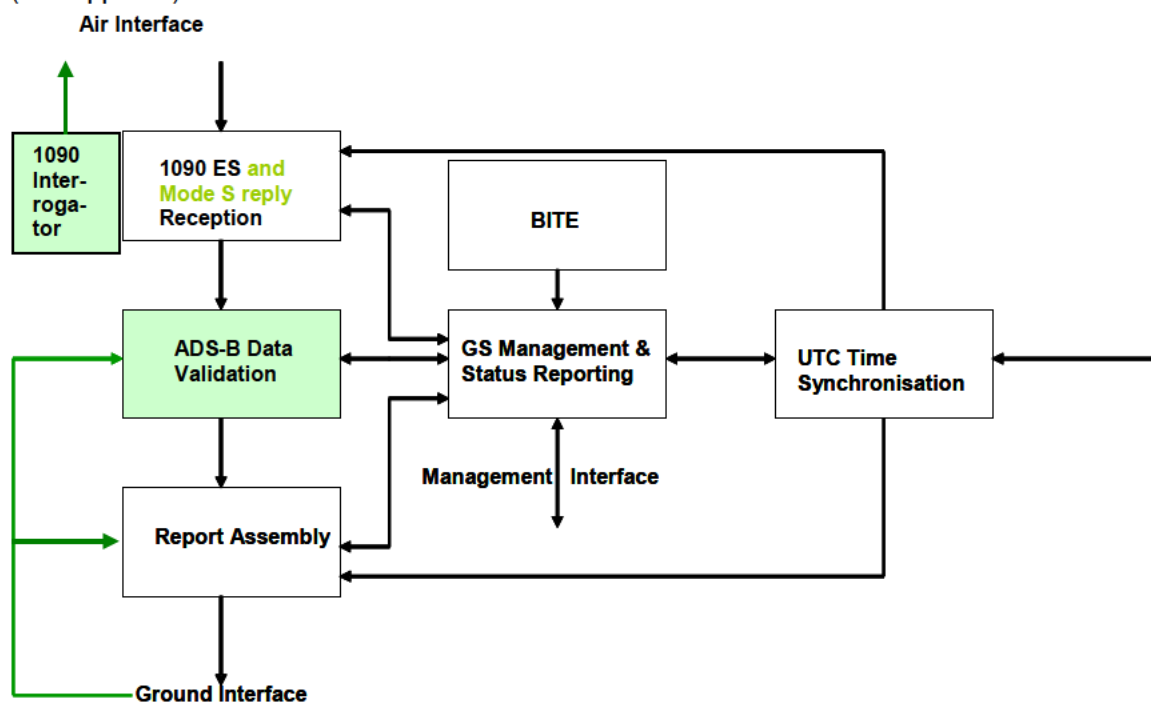 Air Interface
1090
Inter-
roga-
tor
1090 ES and
Mode S reply
Reception
BITE
ADS-B Data
Validation
GS Management &
Status Reporting
UTC Time
Synchronisation
Management Interface
Report Assembly
Ground Interface